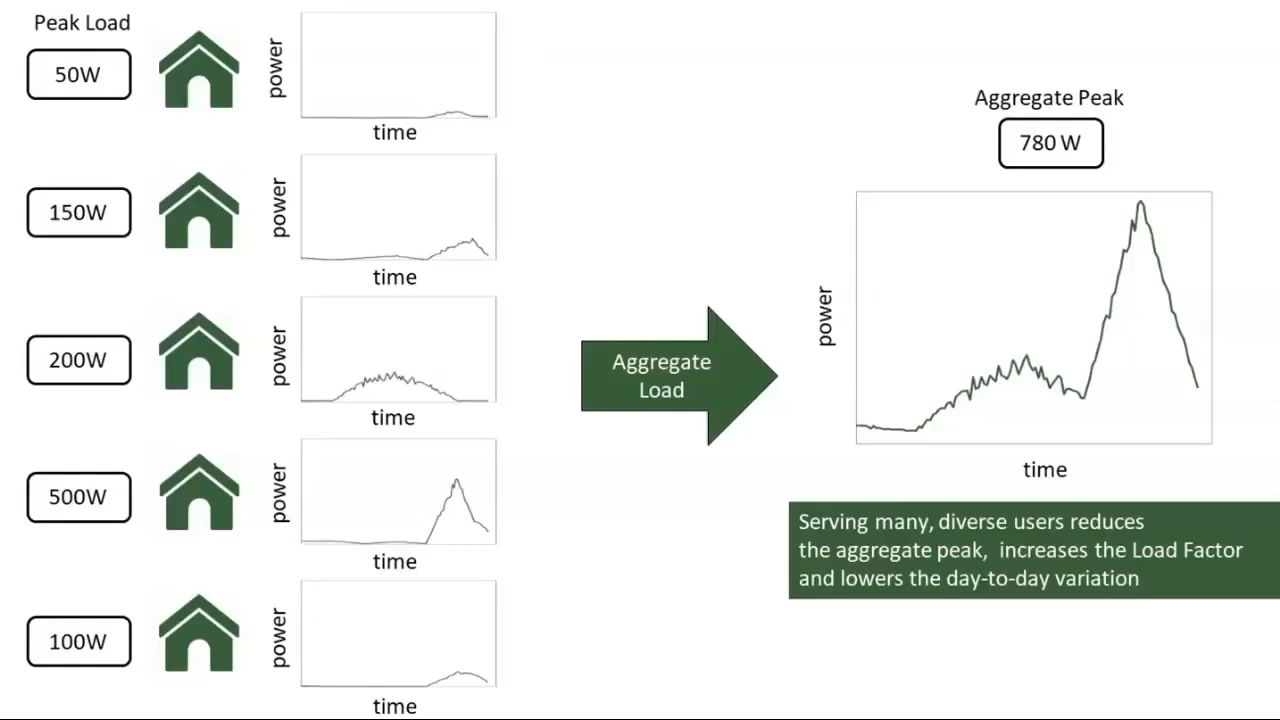 Peak Load
50W
power
time
150W
power
time
200W
power
time
500W
power
time
100W
power
time
Aggregate
Load
Aggregate Peak
780 W
power
time
Serving many, diverse users reduces
the aggregate peak,  increases the Load Factor
and lowers the day-to-day variation